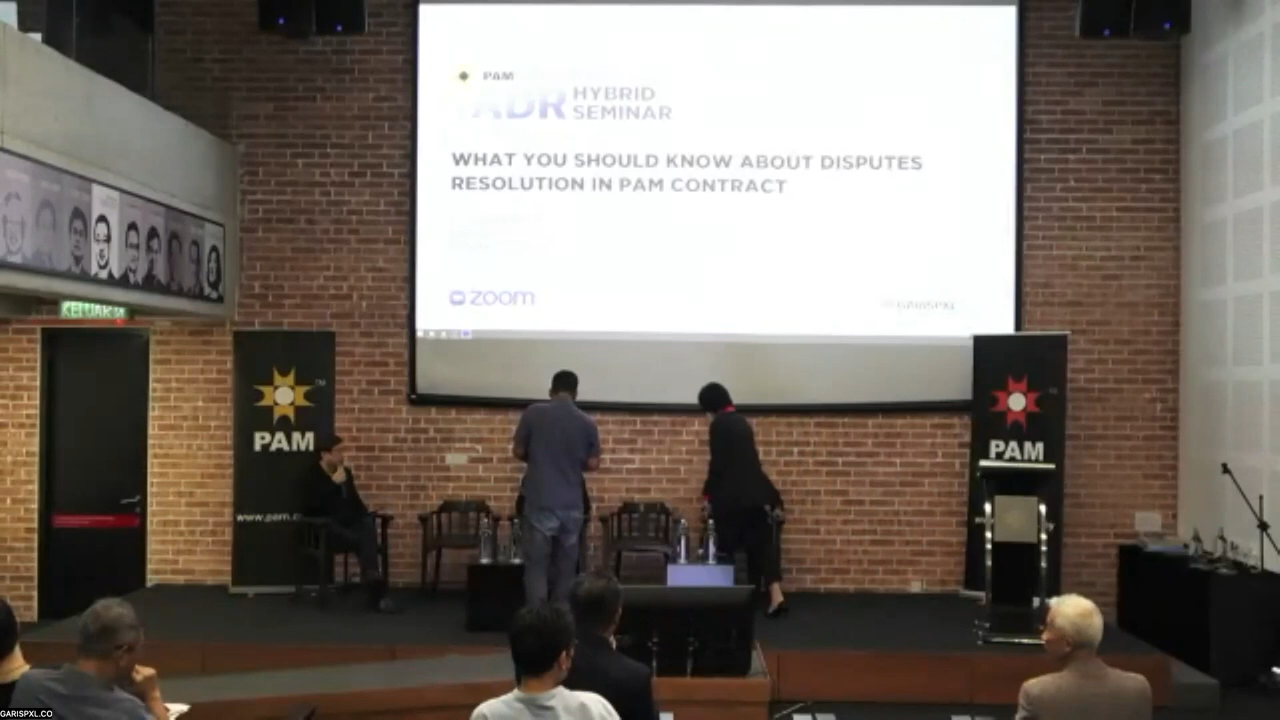 PAM
ADR HYBRID
SEMINAR
WHAT YOU SHOULD KNOW ABOUT DISPUTES
RESOLUTION IN PAM CONTRACT
zoom
GARISPXL
KELUAR
PAM
www.pam.
PAM
GARISPXL.CO